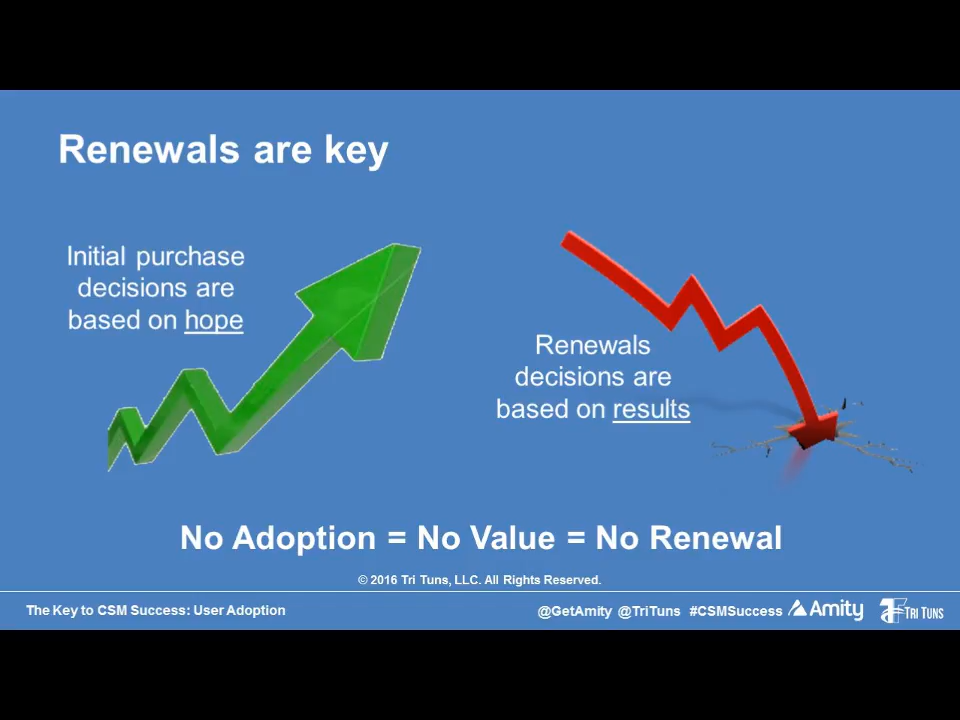 Renewals are key
Initial purchase
decisions are
based on hope
Renewals
decisions are
based on results
No Adoption = No Value = No Renewal
© 2016 Tri Tuns, LLC. All Rights Reserved.
The Key to CSM Success: User Adoption
@GetAmity @TriTuns #CSMSuccess
Amity
TRI TUNS